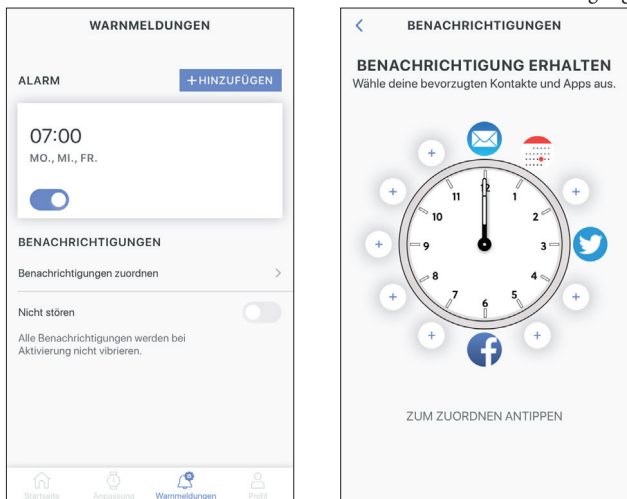 WARNMELDUNGEN
ALARM
+HINZUFÜGEN
07:00
MO., MI., FR.
BENACHRICHTIGUNGEN
Benachrichtigungen zuordnen
Nicht stören
Alle Benachrichtigungen werden bei
Aktivierung nicht vibrieren.
Startseite
Anpassung
Warnmeldungen
Profil
BENACHRICHTIGUNGEN
BENACHRICHTIGUNG ERHALTEN
Wähle deine bevorzugten Kontakte und Apps aus.
12
11
1
10
2
9
3
8
4
7
5
6
ZUM ZUORDNEN ANTIPPEN